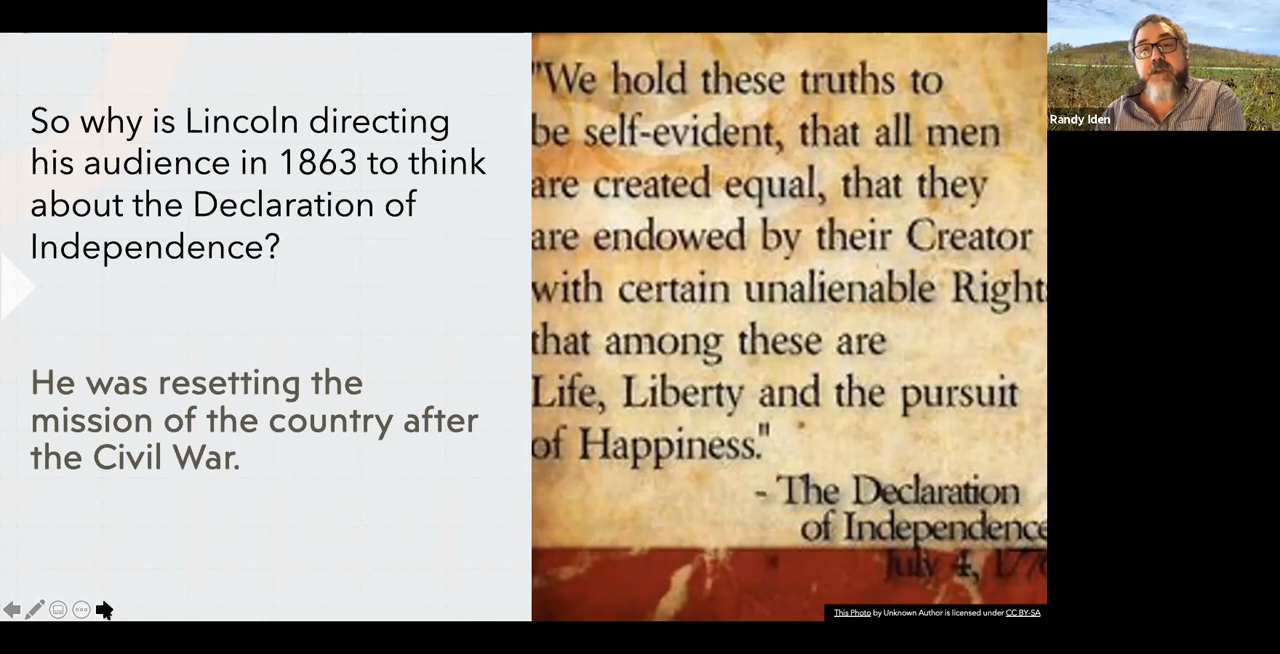 So why is Lincoln directing
his audience in 1863 to think
about the Declaration of
Independence?
He was resetting the
mission of the country after
the Civil War.
"We hold these truths to
be self-evident, that all men
are created equal, that they
are endowed by their Creator
with certain unalienable Right
that among these are
Life, Liberty and the pursuit
of Happiness."
- The Declaration
of Independence
July 4, 177
This Photo by Unknown Author is licensed under CC BY-SA
Randy Iden